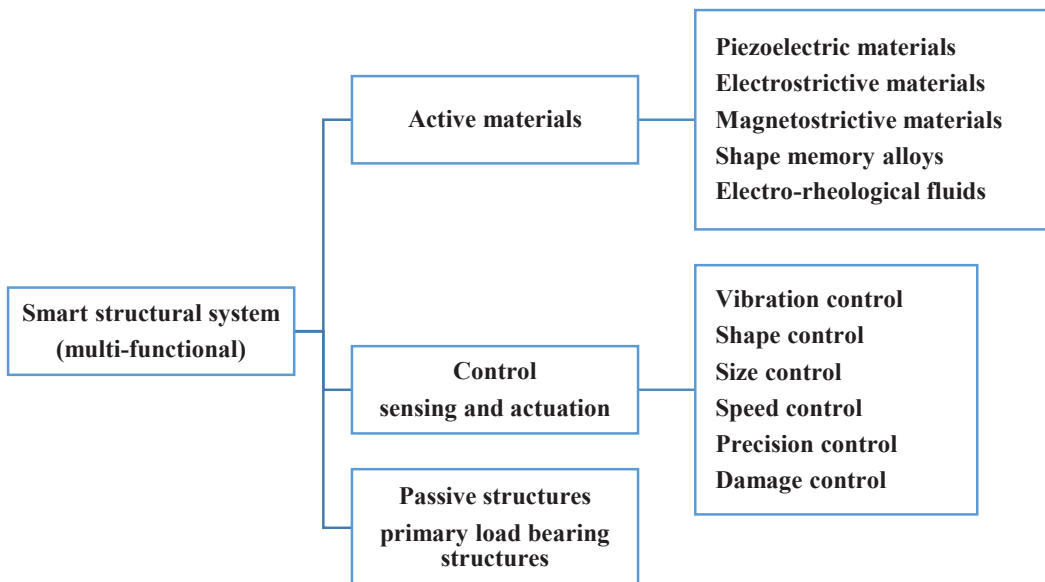 Smart structural system
(multi-functional)
Active materials
Piezoelectric materials
Electrostrictive materials
Magnetostrictive materials
Shape memory alloys
Electro-rheological fluids
Control
sensing and actuation
Vibration control
Shape control
Size control
Speed control
Precision control
Damage control
Passive structures
primary load bearing
structures